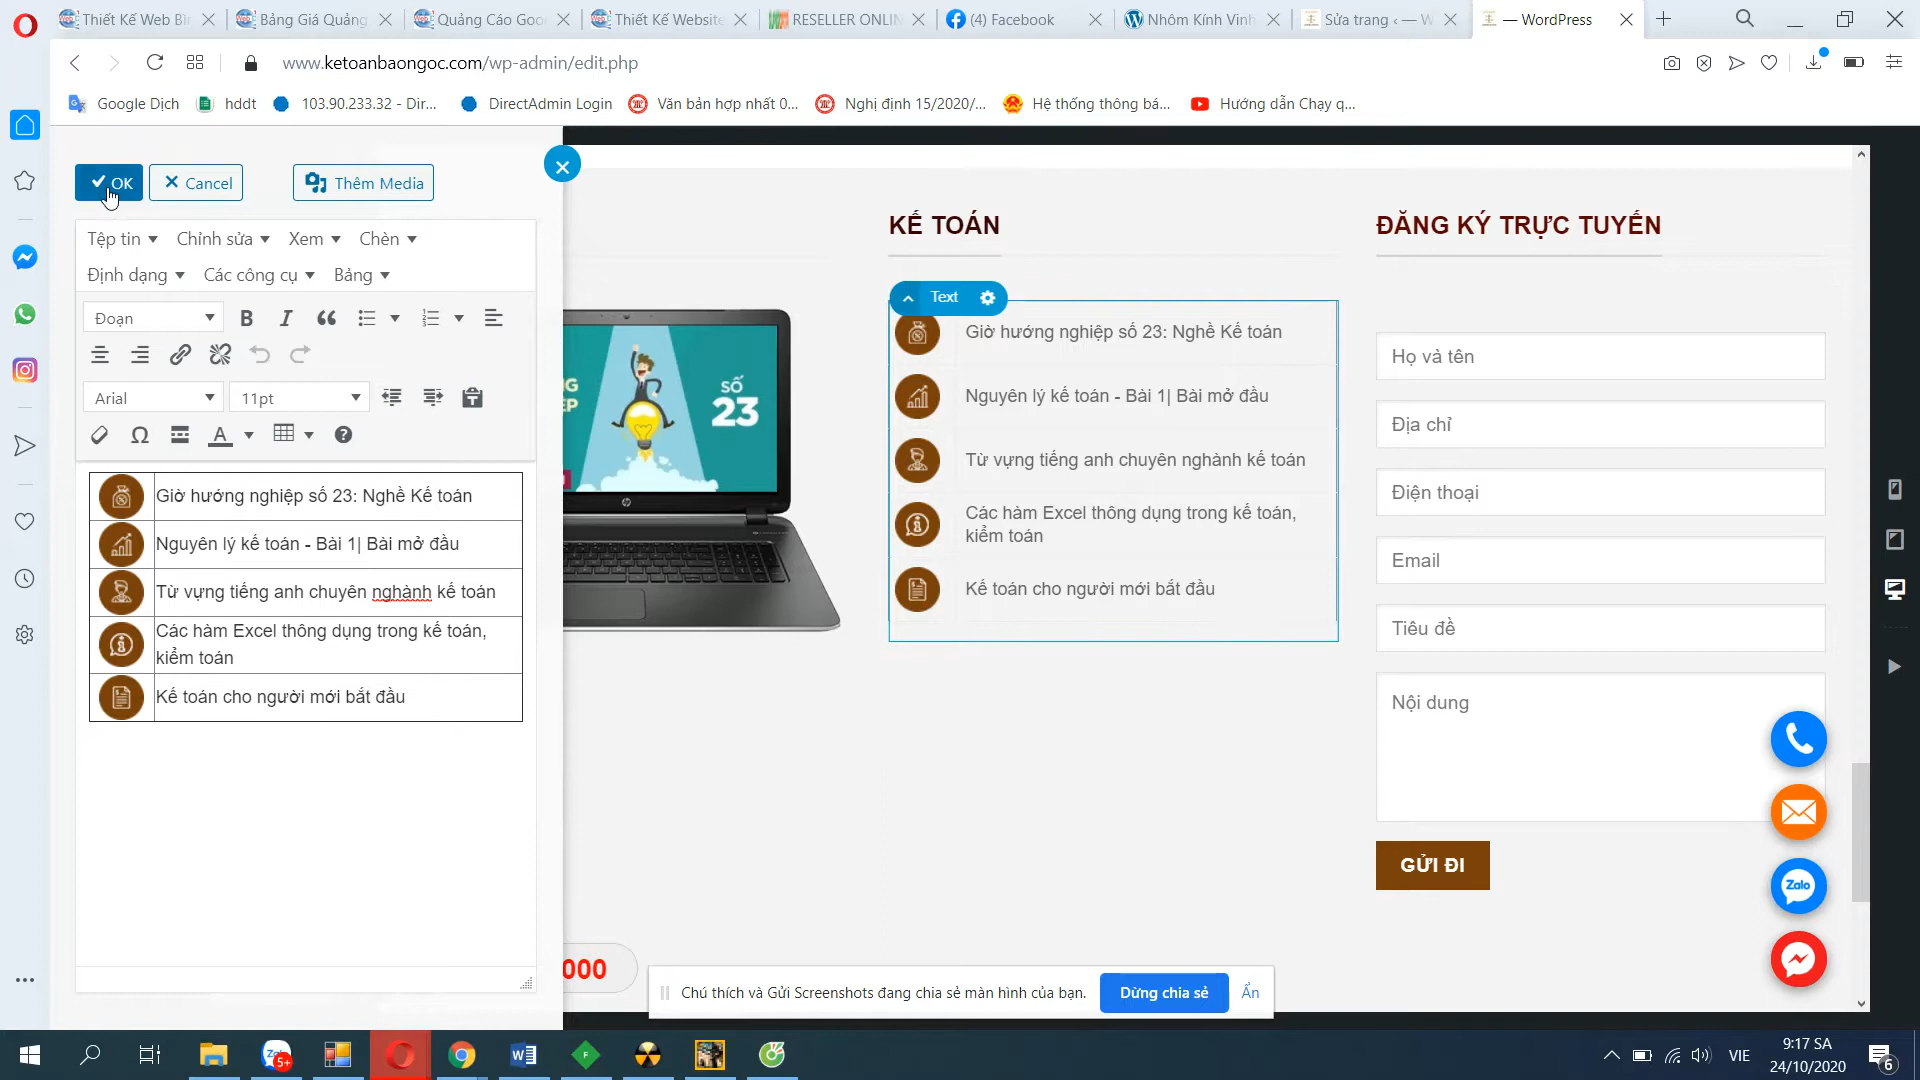 Thiết Kế Web Bì
Bảng Giá Quảng
Quảng Cáo Goo
Thiết Kế Website
RESELLER ONLIN
(4) Facebook
Nhôm Kính Vinh
Sửa trang ‹ — W
— WordPress
www.ketoanbaongoc.com/wp-admin/edit.php
Google Dịch
hddt
103.90.233.32 - Dir...
DirectAdmin Login
Văn bản hợp nhất 0...
Nghị định 15/2020/...
Hệ thống thông bá...
Hướng dẫn Chạy q...
OK
Cancel
Thêm Media
Tệp tin
Chỉnh sửa
Xem
Chèn
Định dạng
Các công cụ
Bảng
Đoạn
Arial
11pt
Giờ hướng nghiệp số 23: Nghề Kế toán
Nguyên lý kế toán - Bài 1| Bài mở đầu
Từ vựng tiếng anh chuyên nghành kế toán
Các hàm Excel thông dụng trong kế toán,
kiểm toán
Kế toán cho người mới bắt đầu
SỐ
23
hp
000
KẾ TOÁN
Text
Giờ hướng nghiệp số 23: Nghề Kế toán
Nguyên lý kế toán - Bài 1| Bài mở đầu
Từ vựng tiếng anh chuyên nghành kế toán
Các hàm Excel thông dụng trong kế toán,
kiểm toán
Kế toán cho người mới bắt đầu
ĐĂNG KÝ TRỰC TUYẾN
Họ và tên
Địa chỉ
Điện thoại
Email
Tiêu đề
Nội dung
GỬI ĐI
Zalo
Chú thích và Gửi Screenshots đang chia sẻ màn hình của bạn.
Dừng chia sẻ
Ẩn
5+
VIE
9:17 SA
24/10/2020
6